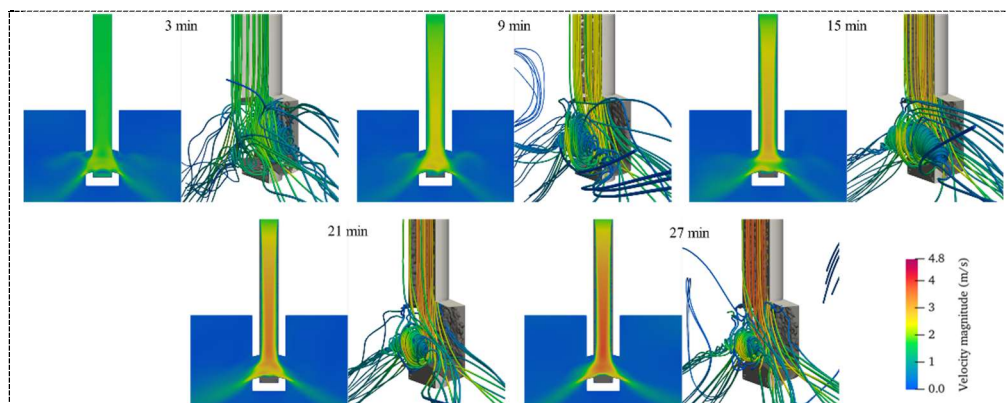 3 min
9 min
15 min
21 min
27 min
4.8
4
3
2
1
0.0
Velocity magnitude (m/s)